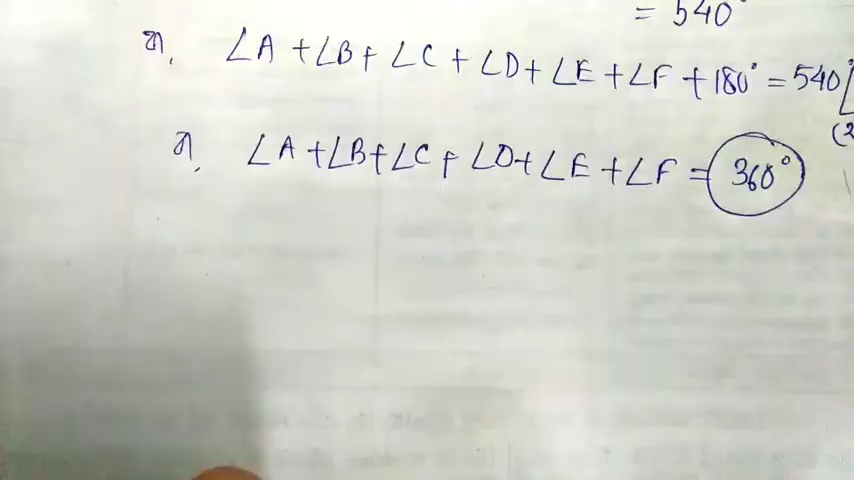 = 540°
या, ∠A + ∠B + ∠C + ∠D + ∠E + ∠F + 180° = 540°
या, ∠A + ∠B + ∠C + ∠D + ∠E + ∠F = 360°